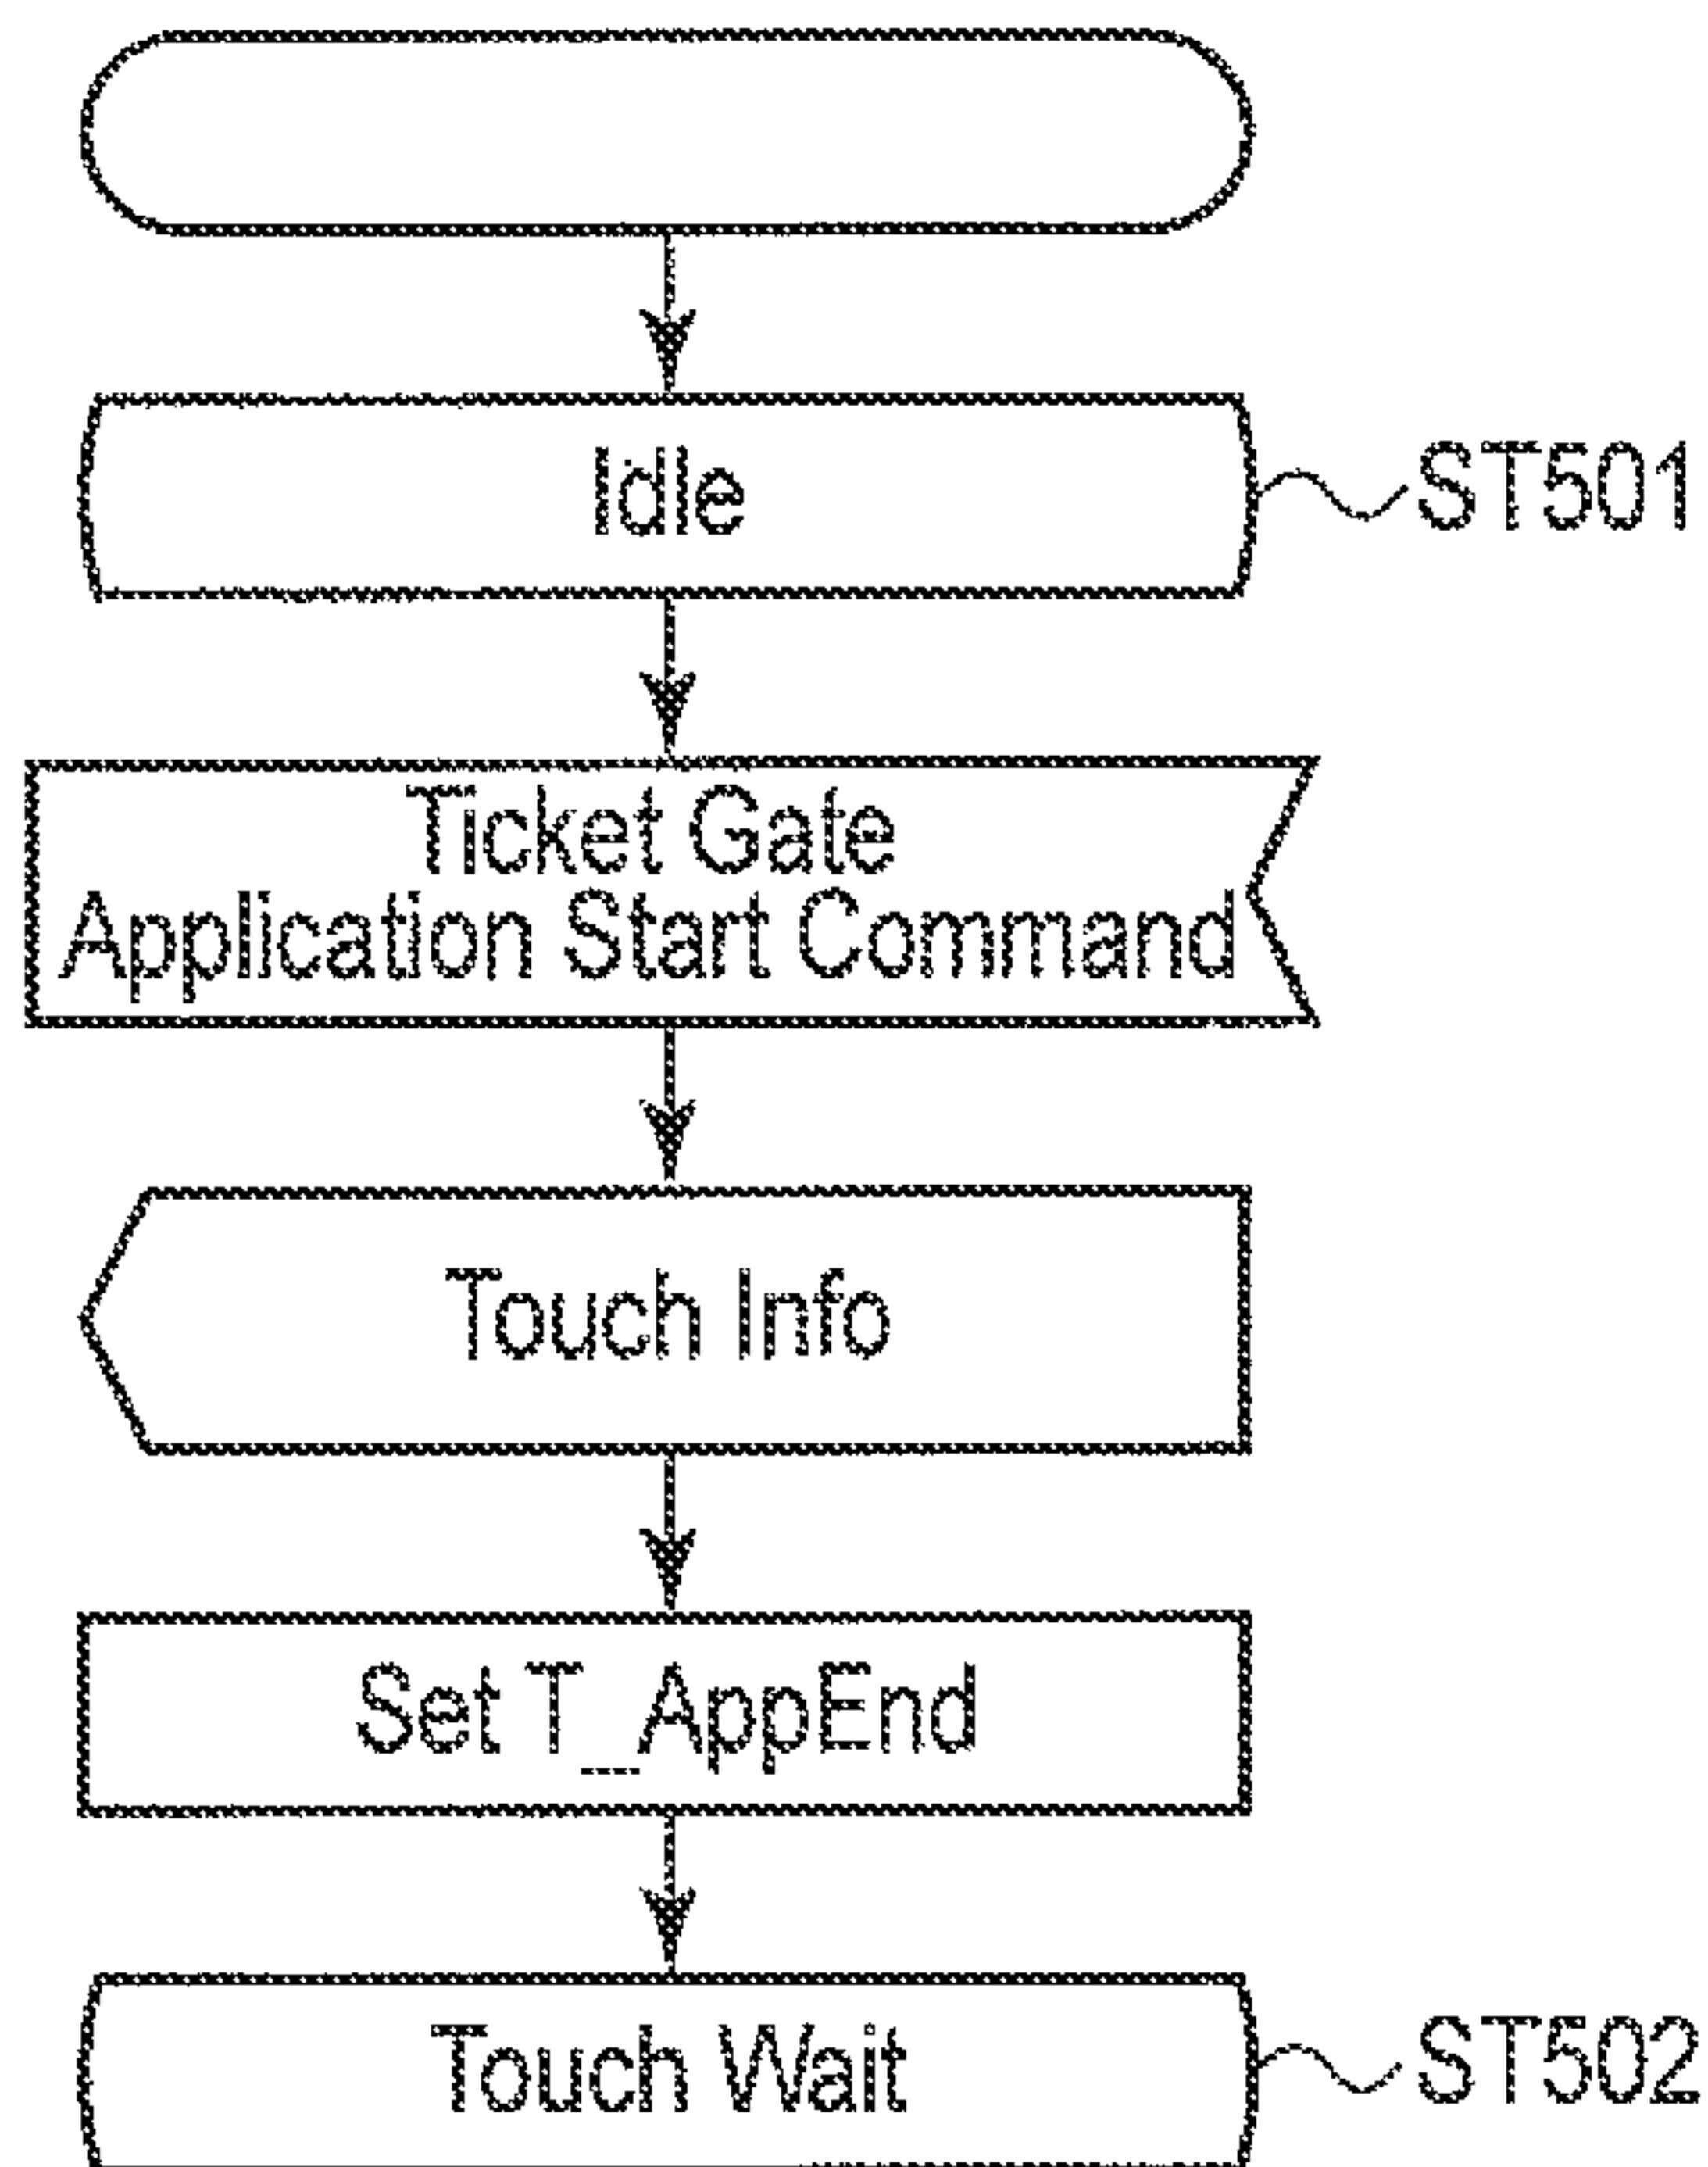 Idle
ST501
Ticket Gate
Application Start Command
Touch Info
Set T_AppEnd
Touch Wait
ST502